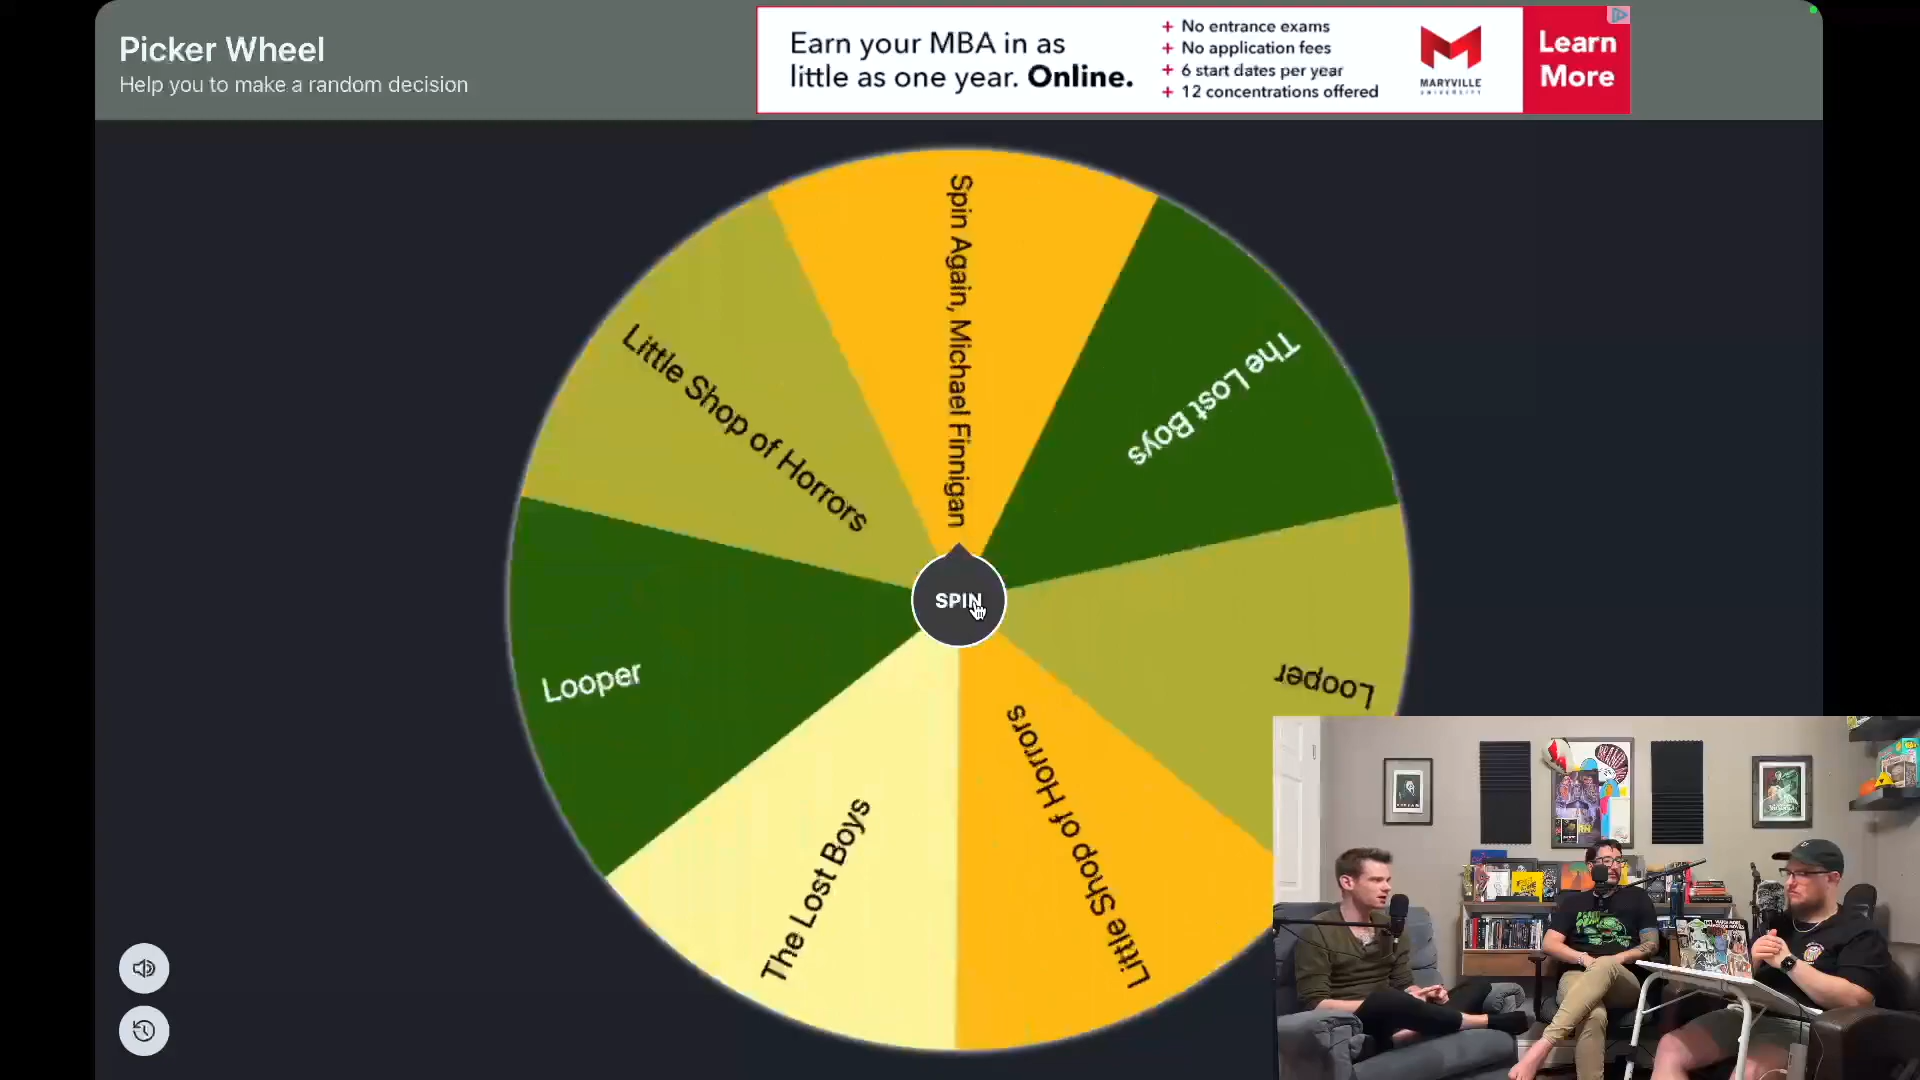 Picker Wheel
Help you to make a random decision
Earn your MBA in as
little as one year. Online.
+ No entrance exams
+ No application fees
+ 6 start dates per year
+ 12 concentrations offered
MARYVILLE
UNIVERSITY
Learn
More
Spin Again, Michael Finnigan
The Lost Boys
Little Shop of Horrors
Looper
Looper
The Lost Boys
Little Shop of Horrors
SPIN